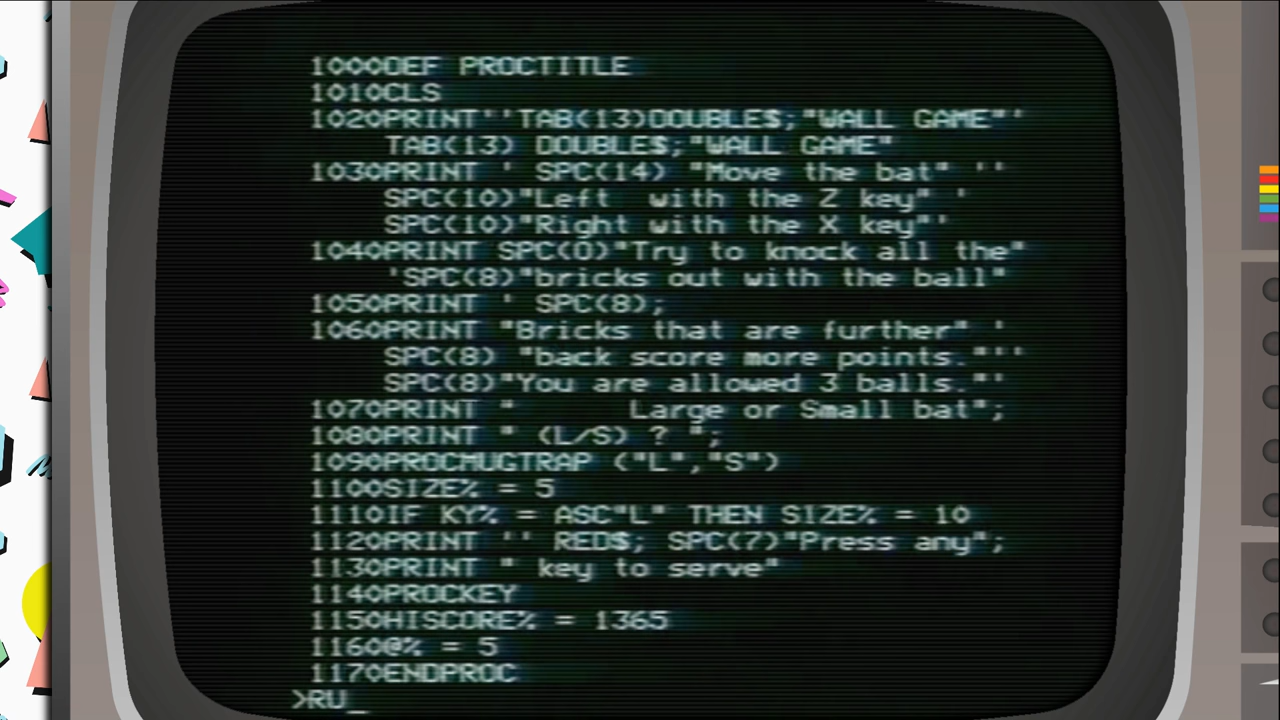 1000DEF PROCTITLE
1010CLS
1020PRINT''TAB(13)DOUBLE$;"WALL GAME"'
TAB(13) DOUBLE$;"WALL GAME"
1030PRINT ' SPC(14) "Move the bat" ''
SPC(10)"Left  with the Z key" '
SPC(10)"Right with the X key"'
1040PRINT SPC(0)"Try to knock all the"
'SPC(8)"bricks out with the ball"
1050PRINT ' SPC(8);
1060PRINT "Bricks that are further" '
SPC(8) "back score more points."'''
SPC(8)"You are allowed 3 balls."'
1070PRINT "      Large or Small bat";
1080PRINT " (L/S) ? ";
1090PROCMUGTRAP ("L","S")
1100SIZE% = 5
1110IF KY% = ASC"L" THEN SIZE% = 10
1120PRINT '' RED$; SPC(7)"Press any";
1130PRINT " key to serve"
1140PROCKEY
1150HISCORE% = 1365
1160@% = 5
1170ENDPROC
>RU_